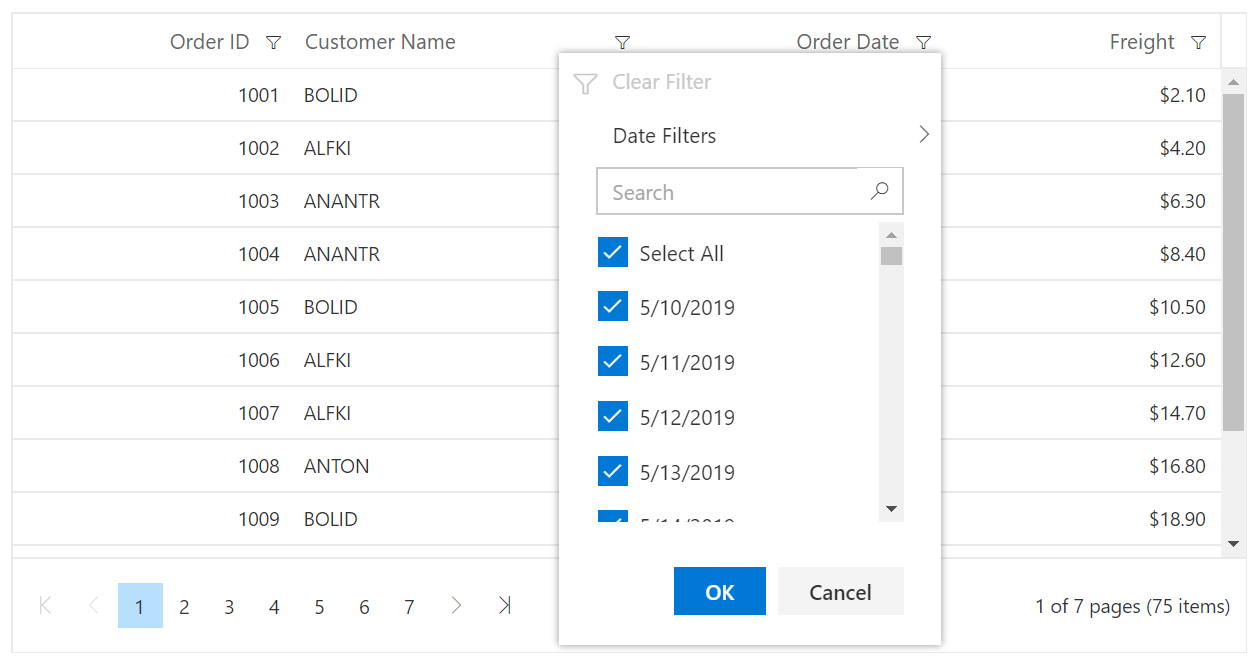 Order ID Customer Name Order Date Freight
1001 BOLID $2.10
1002 ALFKI $4.20
1003 ANANTR $6.30
1004 ANANTR $8.40
1005 BOLID $10.50
1006 ALFKI $12.60
1007 ALFKI $14.70
1008 ANTON $16.80
1009 BOLID $18.90
Clear Filter
Date Filters
Search
Select All
5/10/2019
5/11/2019
5/12/2019
5/13/2019
5/14/2019
OK Cancel
1 2 3 4 5 6 7
1 of 7 pages (75 items)